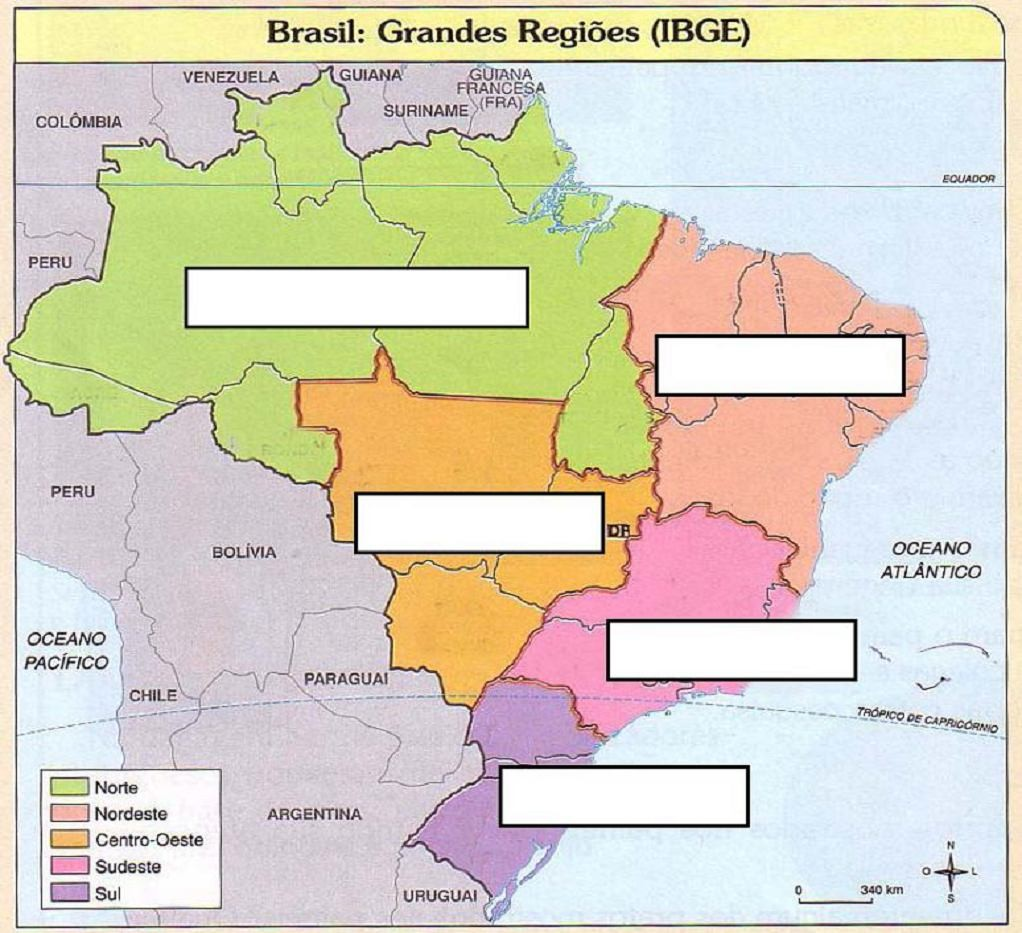 Brasil: Grandes Regiões (IBGE)
VENEZUELA
GUIANA
GUIANA
FRANCESA
(FRA)
SURINAME
COLÔMBIA
EQUADOR
PERU
PERU
BOLÍVIA
DF
OCEANO
ATLÂNTICO
OCEANO
PACÍFICO
PARAGUAI
CHILE
TRÓPICO DE CAPRICÓRNIO
Norte
Nordeste
Centro-Oeste
Sudeste
Sul
ARGENTINA
URUGUAI
N
O L
S
0 340 km